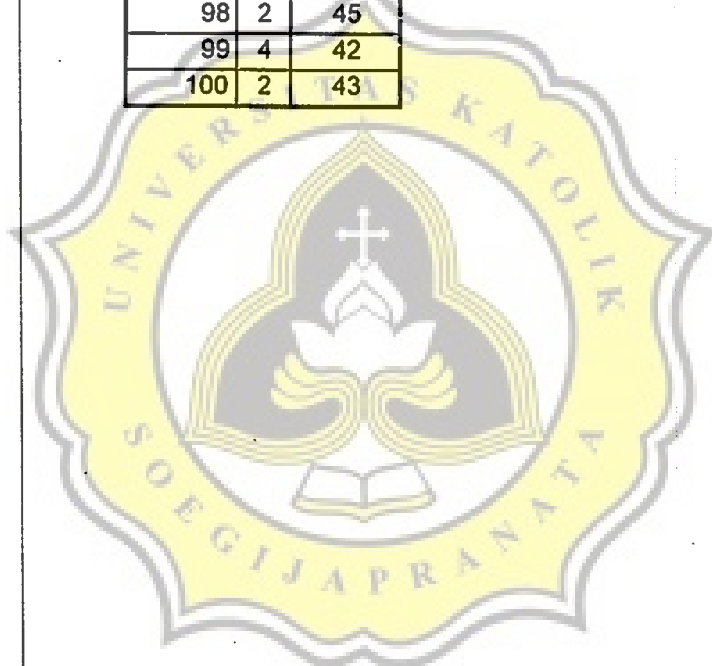 98 2 45
99 4 42
100 2 43
UNIVERSITAS KATOLIK
SOEGIJAPRANATA